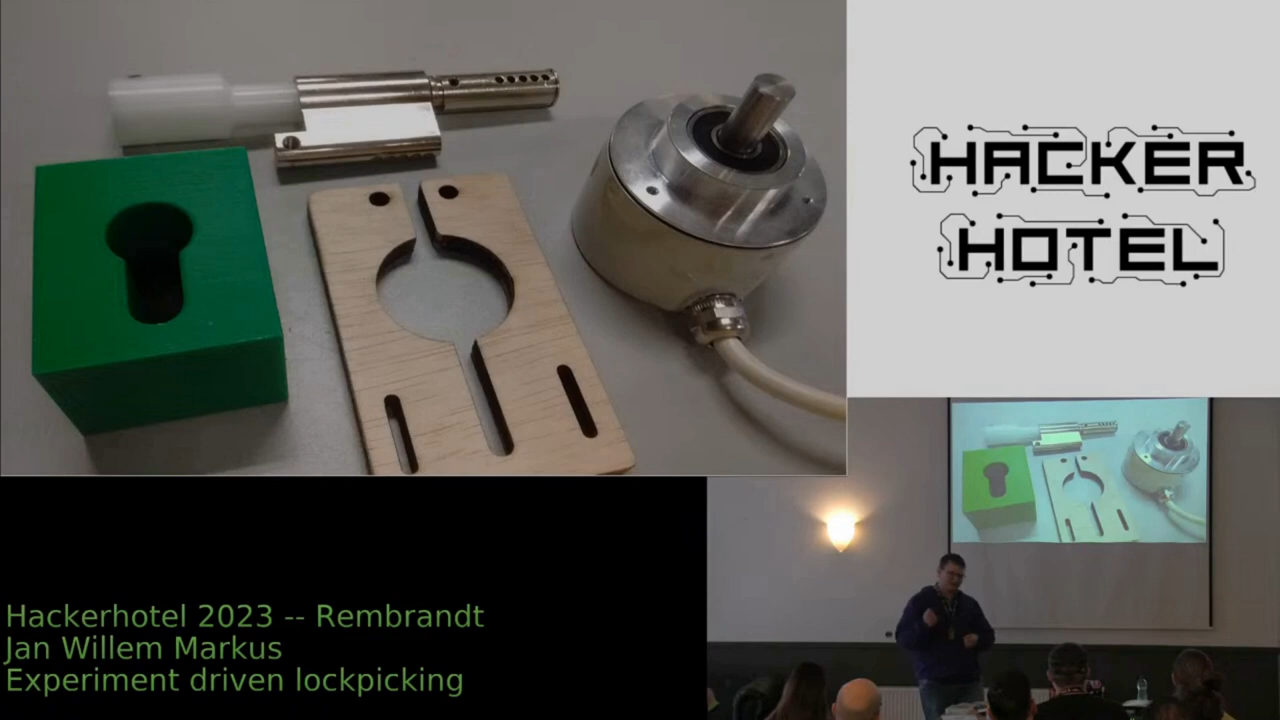 HACKER
HOTEL
Hackerhotel 2023 -- Rembrandt
Jan Willem Markus
Experiment driven lockpicking